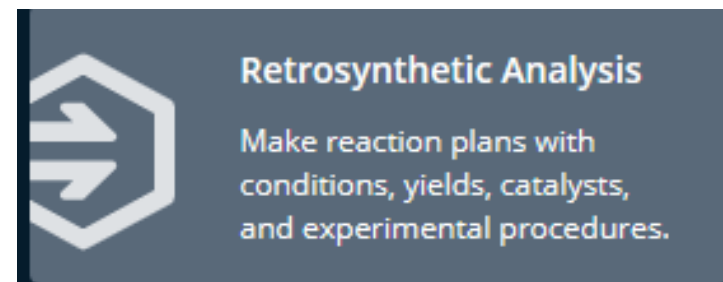 Retrosynthetic Analysis
Make reaction plans with
conditions, yields, catalysts,
and experimental procedures.